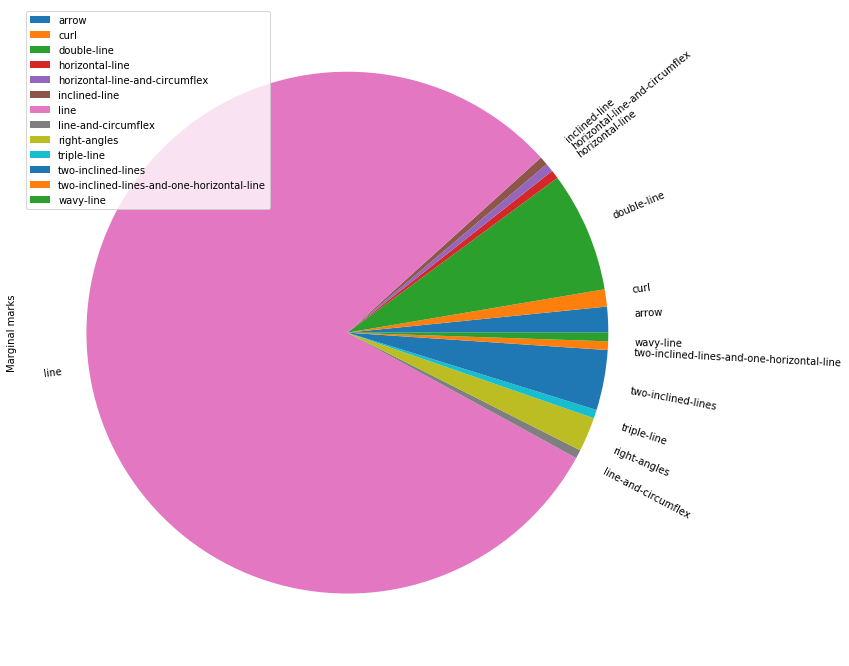 arrow
curl
double-line
horizontal-line
horizontal-line-and-circumflex
inclined-line
line
line-and-circumflex
right-angles
triple-line
two-inclined-lines
two-inclined-lines-and-one-horizontal-line
wavy-line
inclined-line
horizontal-line-and-circumflex
horizontal-line
double-line
curl
arrow
wavy-line
two-inclined-lines-and-one-horizontal-line
two-inclined-lines
triple-line
right-angles
line-and-circumflex
line
Marginal marks